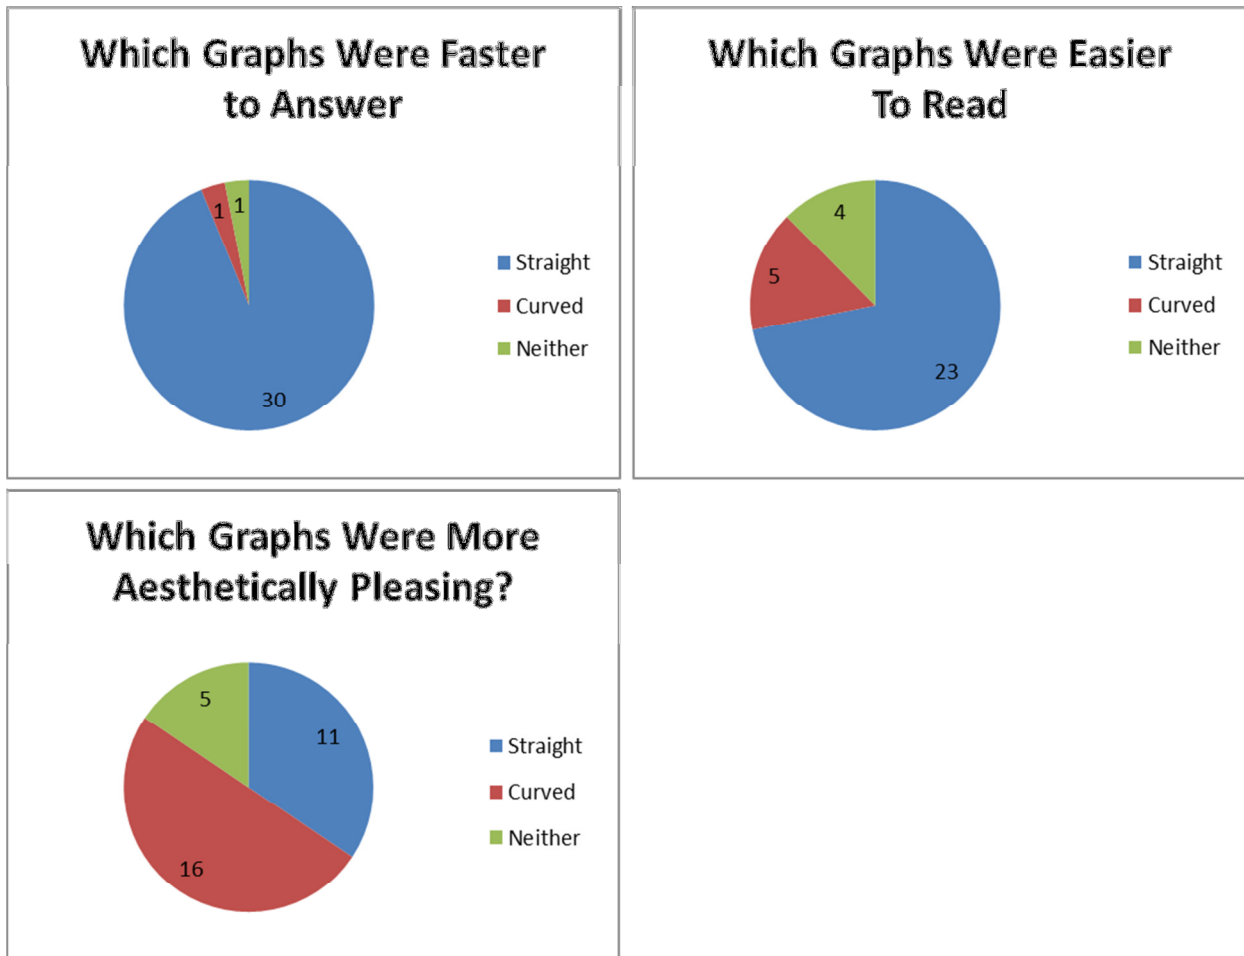 Which Graphs Were Faster
to Answer
1
1
30
Straight
Curved
Neither
Which Graphs Were Easier
To Read
4
5
23
Straight
Curved
Neither
Which Graphs Were More
Aesthetically Pleasing?
5
11
16
Straight
Curved
Neither